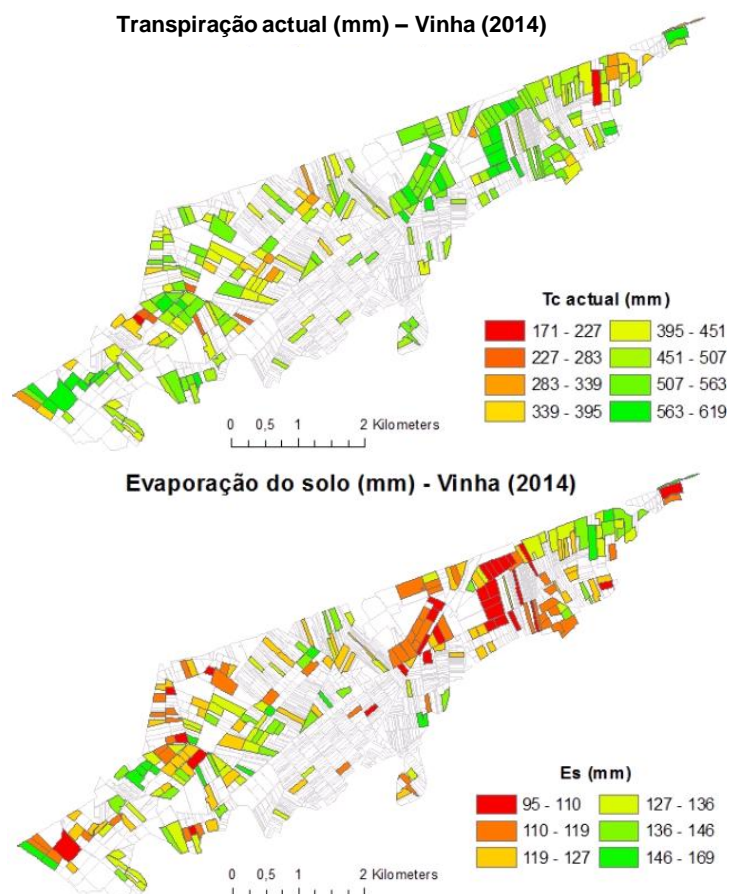 Transpiração actual (mm) – Vinha (2014)
Tc actual (mm)
171 - 227 395 - 451
227 - 283 451 - 507
283 - 339 507 - 563
339 - 395 563 - 619
0 0,5 1 2 Kilometers
Evaporação do solo (mm) - Vinha (2014)
Es (mm)
95 - 110 127 - 136
110 - 119 136 - 146
119 - 127 146 - 169
0 0,5 1 2 Kilometers